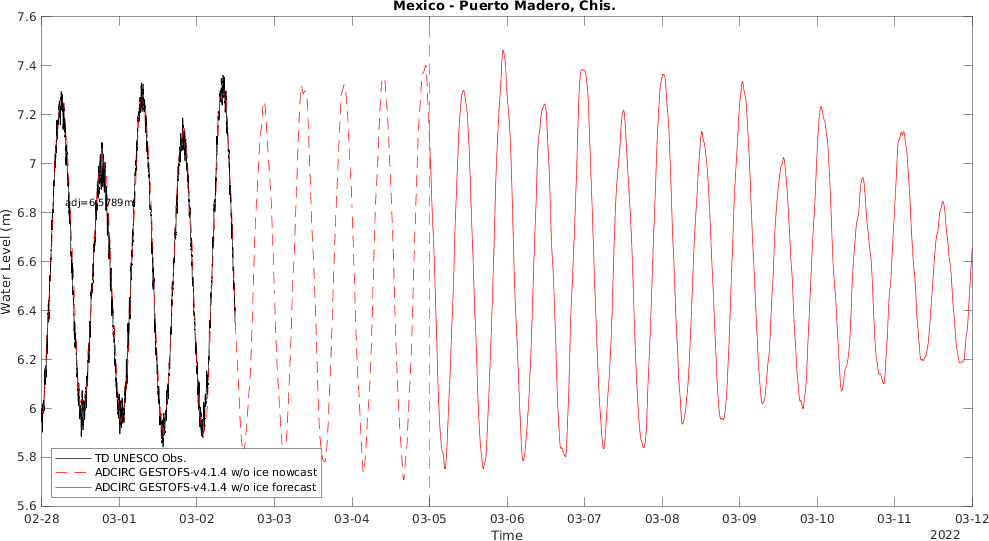 Mexico - Puerto Madero, Chis.
7.6
7.4
7.2
7
6.8
6.6
6.4
6.2
6
5.8
5.6
Water Level (m)
adj=6.5789m
TD UNESCO Obs.
ADCIRC GESTOFS-v4.1.4 w/o ice nowcast
ADCIRC GESTOFS-v4.1.4 w/o ice forecast
02-28 03-01 03-02 03-03 03-04 03-05 03-06 03-07 03-08 03-09 03-10 03-11 03-12
Time
2022